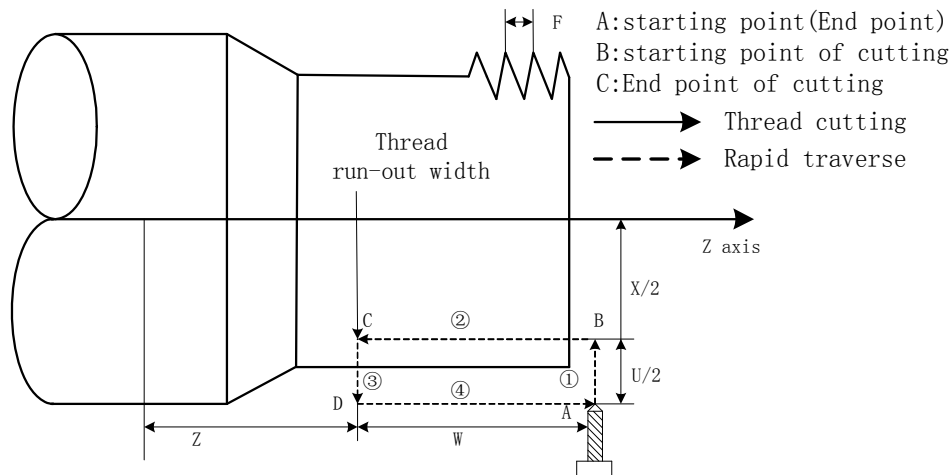 F
A:starting point(End point)
B:starting point of cutting
C:End point of cutting
Thread cutting
Rapid traverse
Thread
run-out width
Z axis
X/2
C
②
B
③
④
①
U/2
D
A
Z
W